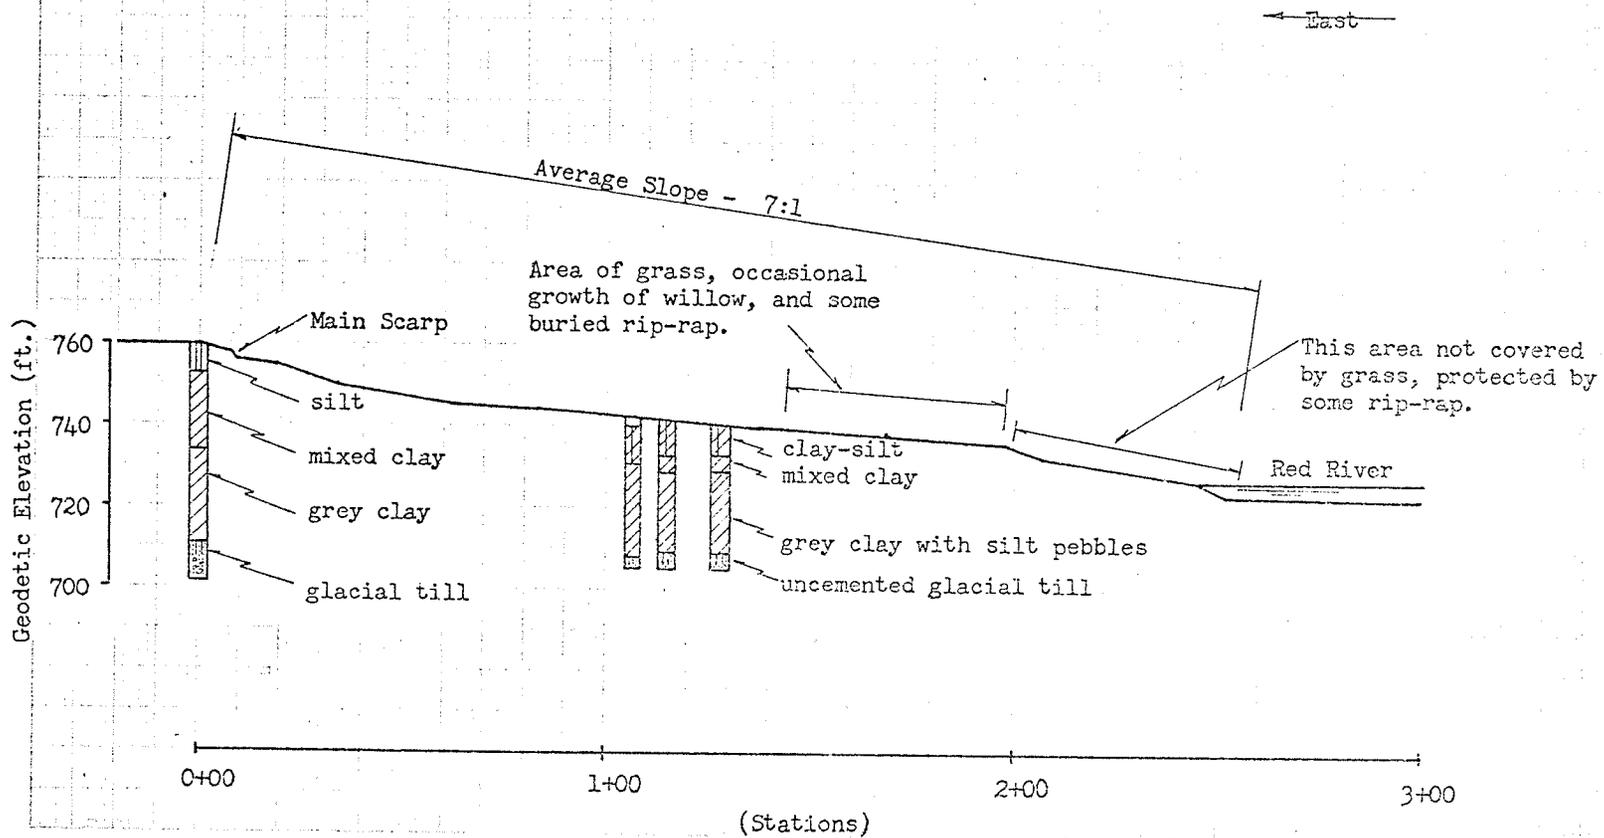 East
Average Slope - 7:1
Area of grass, occasional
growth of willow, and some
buried rip-rap.
Main Scarp
This area not covered
by grass, protected by
some rip-rap.
Geodetic Elevation (ft.)
760
740
720
700
silt
mixed clay
grey clay
glacial till
clay-silt
mixed clay
grey clay with silt pebbles
uncemented glacial till
Red River
0+00
1+00
2+00
3+00
(Stations)